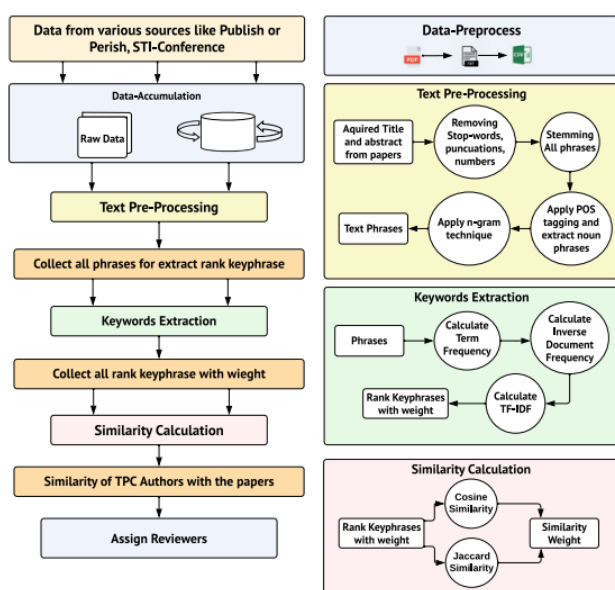 Data from various sources like Publish or
Perish, STI-Conference
Data-Accumulation
Raw Data
Text Pre-Processing
Collect all phrases for extract rank keyphrase
Keywords Extraction
Collect all rank keyphrase with wieght
Similarity Calculation
Similarity of TPC Authors with the papers
Assign Reviewers
Data-Preprocess
PDF
TXT
CSV
Text Pre-Processing
Aquired Title
and abstract
from papers
Removing
Stop-words,
puncuations,
numbers
Stemming
All phrases
Apply POS
tagging and
extract noun
phrases
Apply n-gram
technique
Text Phrases
Keywords Extraction
Phrases
Calculate
Term
Frequency
Calculate
Inverse
Document
Frequency
Calculate
TF-IDF
Rank Keyphrases
with weight
Similarity Calculation
Rank Keyphrases
with weight
Cosine
Similarity
Jaccard
Similarity
Similarity
Weight